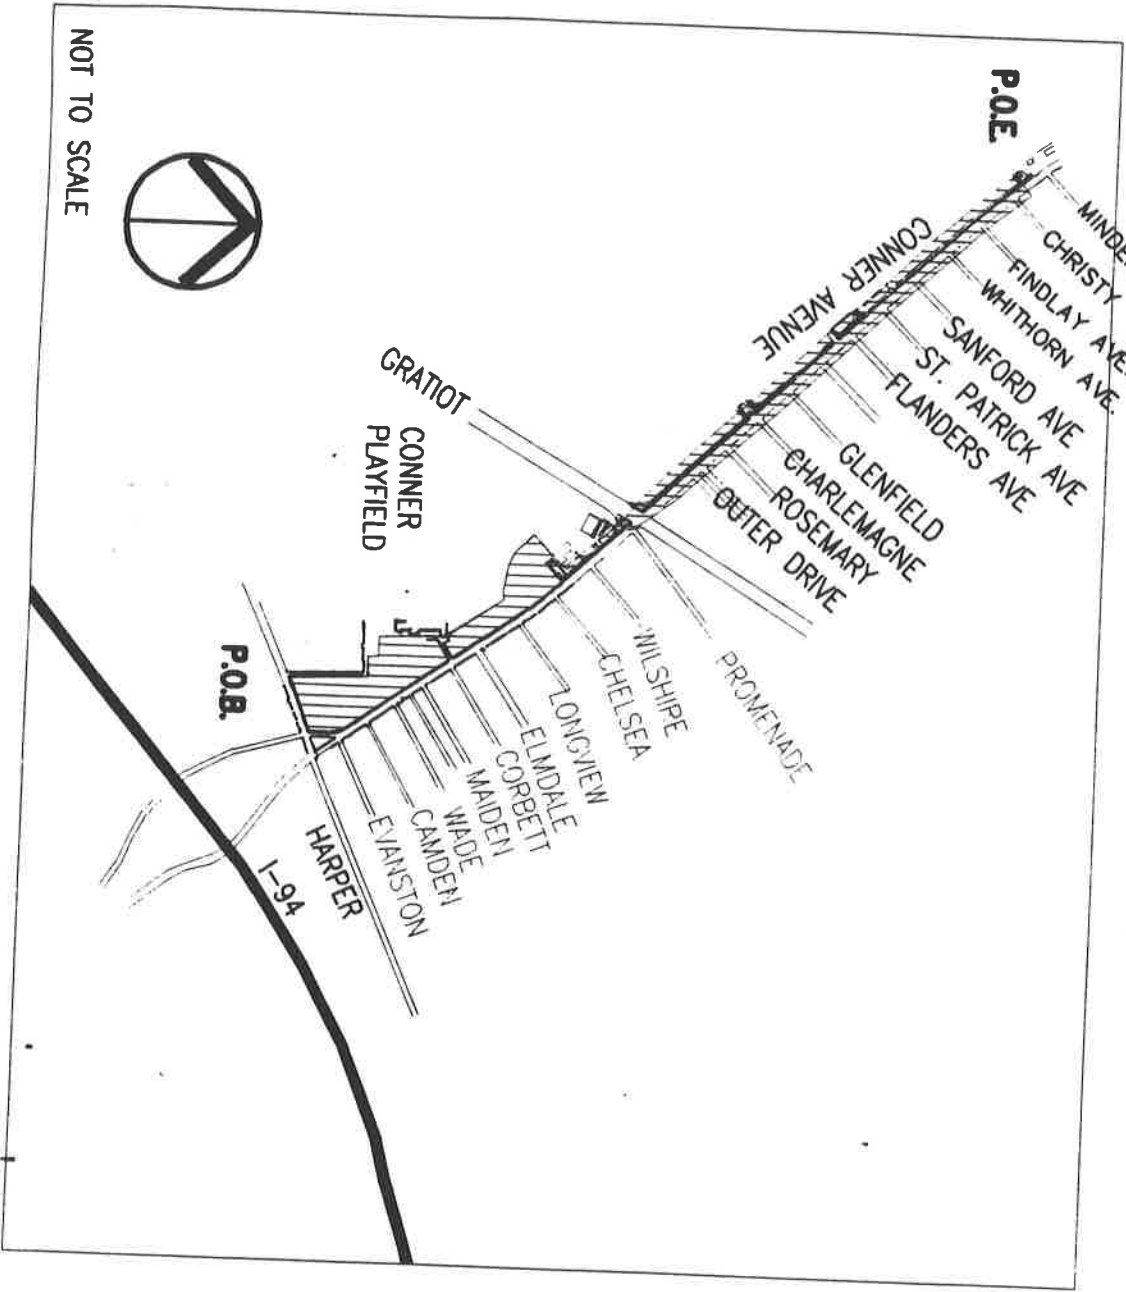 NOT TO SCALE
P.O.E.
CHRISTY
FINDLAY AVE.
WHITHORN AVE.
SANFORD AVE
ST. PATRICK AVE
FLANDERS AVE
GLENFIELD
CHARLEMAGNE
ROSEMARY
OUTER DRIVE
CONNER AVENUE
GRATIOT
CONNER
PLAYFIELD
PROMENADE
WILSHIPE
CHELSEA
LONGVIEW
ELMDALE
CORBETT
MAIDEN
WADE
CAMDEN
EVANSTON
P.O.B.
HARPER
I-94